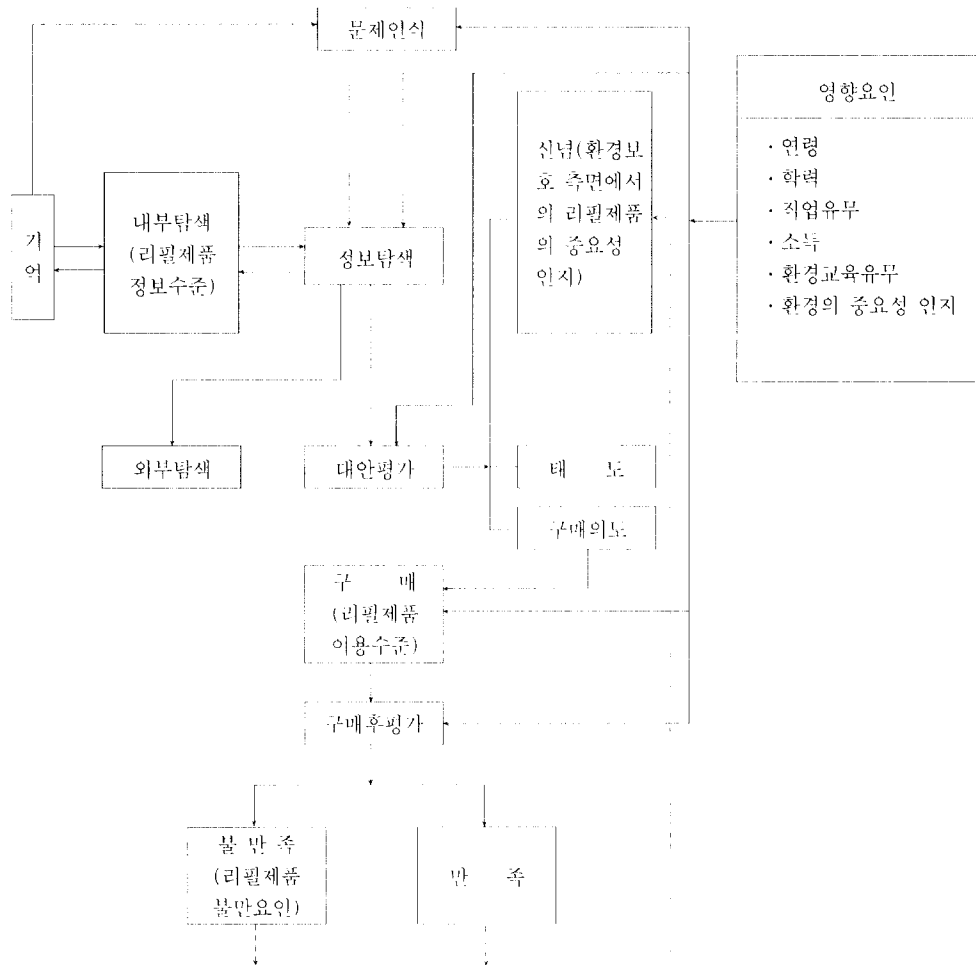 문제인식
영향요인
· 연령
· 학력
· 직업유무
· 소득
· 환경교육유무
· 환경의 중요성 인지
신념(환경보
호 측면에서
의 리필제품
의 중요성
인지)
기
억
내부탐색
(리필제품
정보수준)
정보탐색
외부탐색
대안평가
태 도
구매의도
구 매
(리필제품
이용수준)
구매후평가
불 만 족
(리필제품
불만요인)
만 족